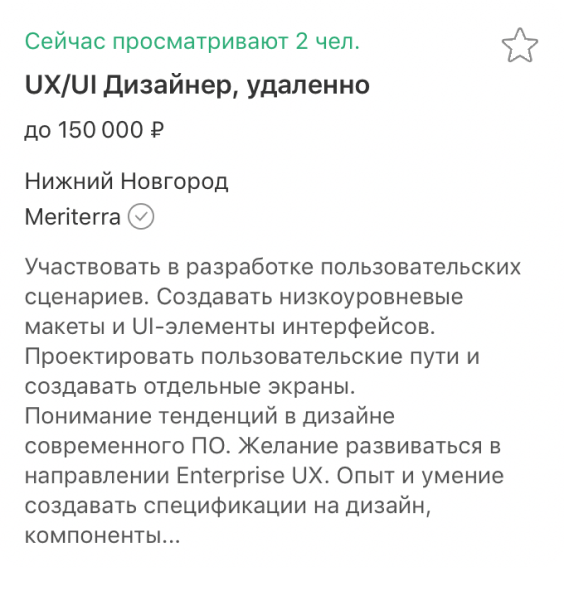 Сейчас просматривают 2 чел.
UX/UI Дизайнер, удаленно
до 150 000 ₽
Нижний Новгород
Meriterra
Участвовать в разработке пользовательских
сценариев. Создавать низкоуровневые
макеты и UI-элементы интерфейсов.
Проектировать пользовательские пути и
создавать отдельные экраны.
Понимание тенденций в дизайне
современного ПО. Желание развиваться в
направлении Enterprise UX. Опыт и умение
создавать спецификации на дизайн,
компоненты...